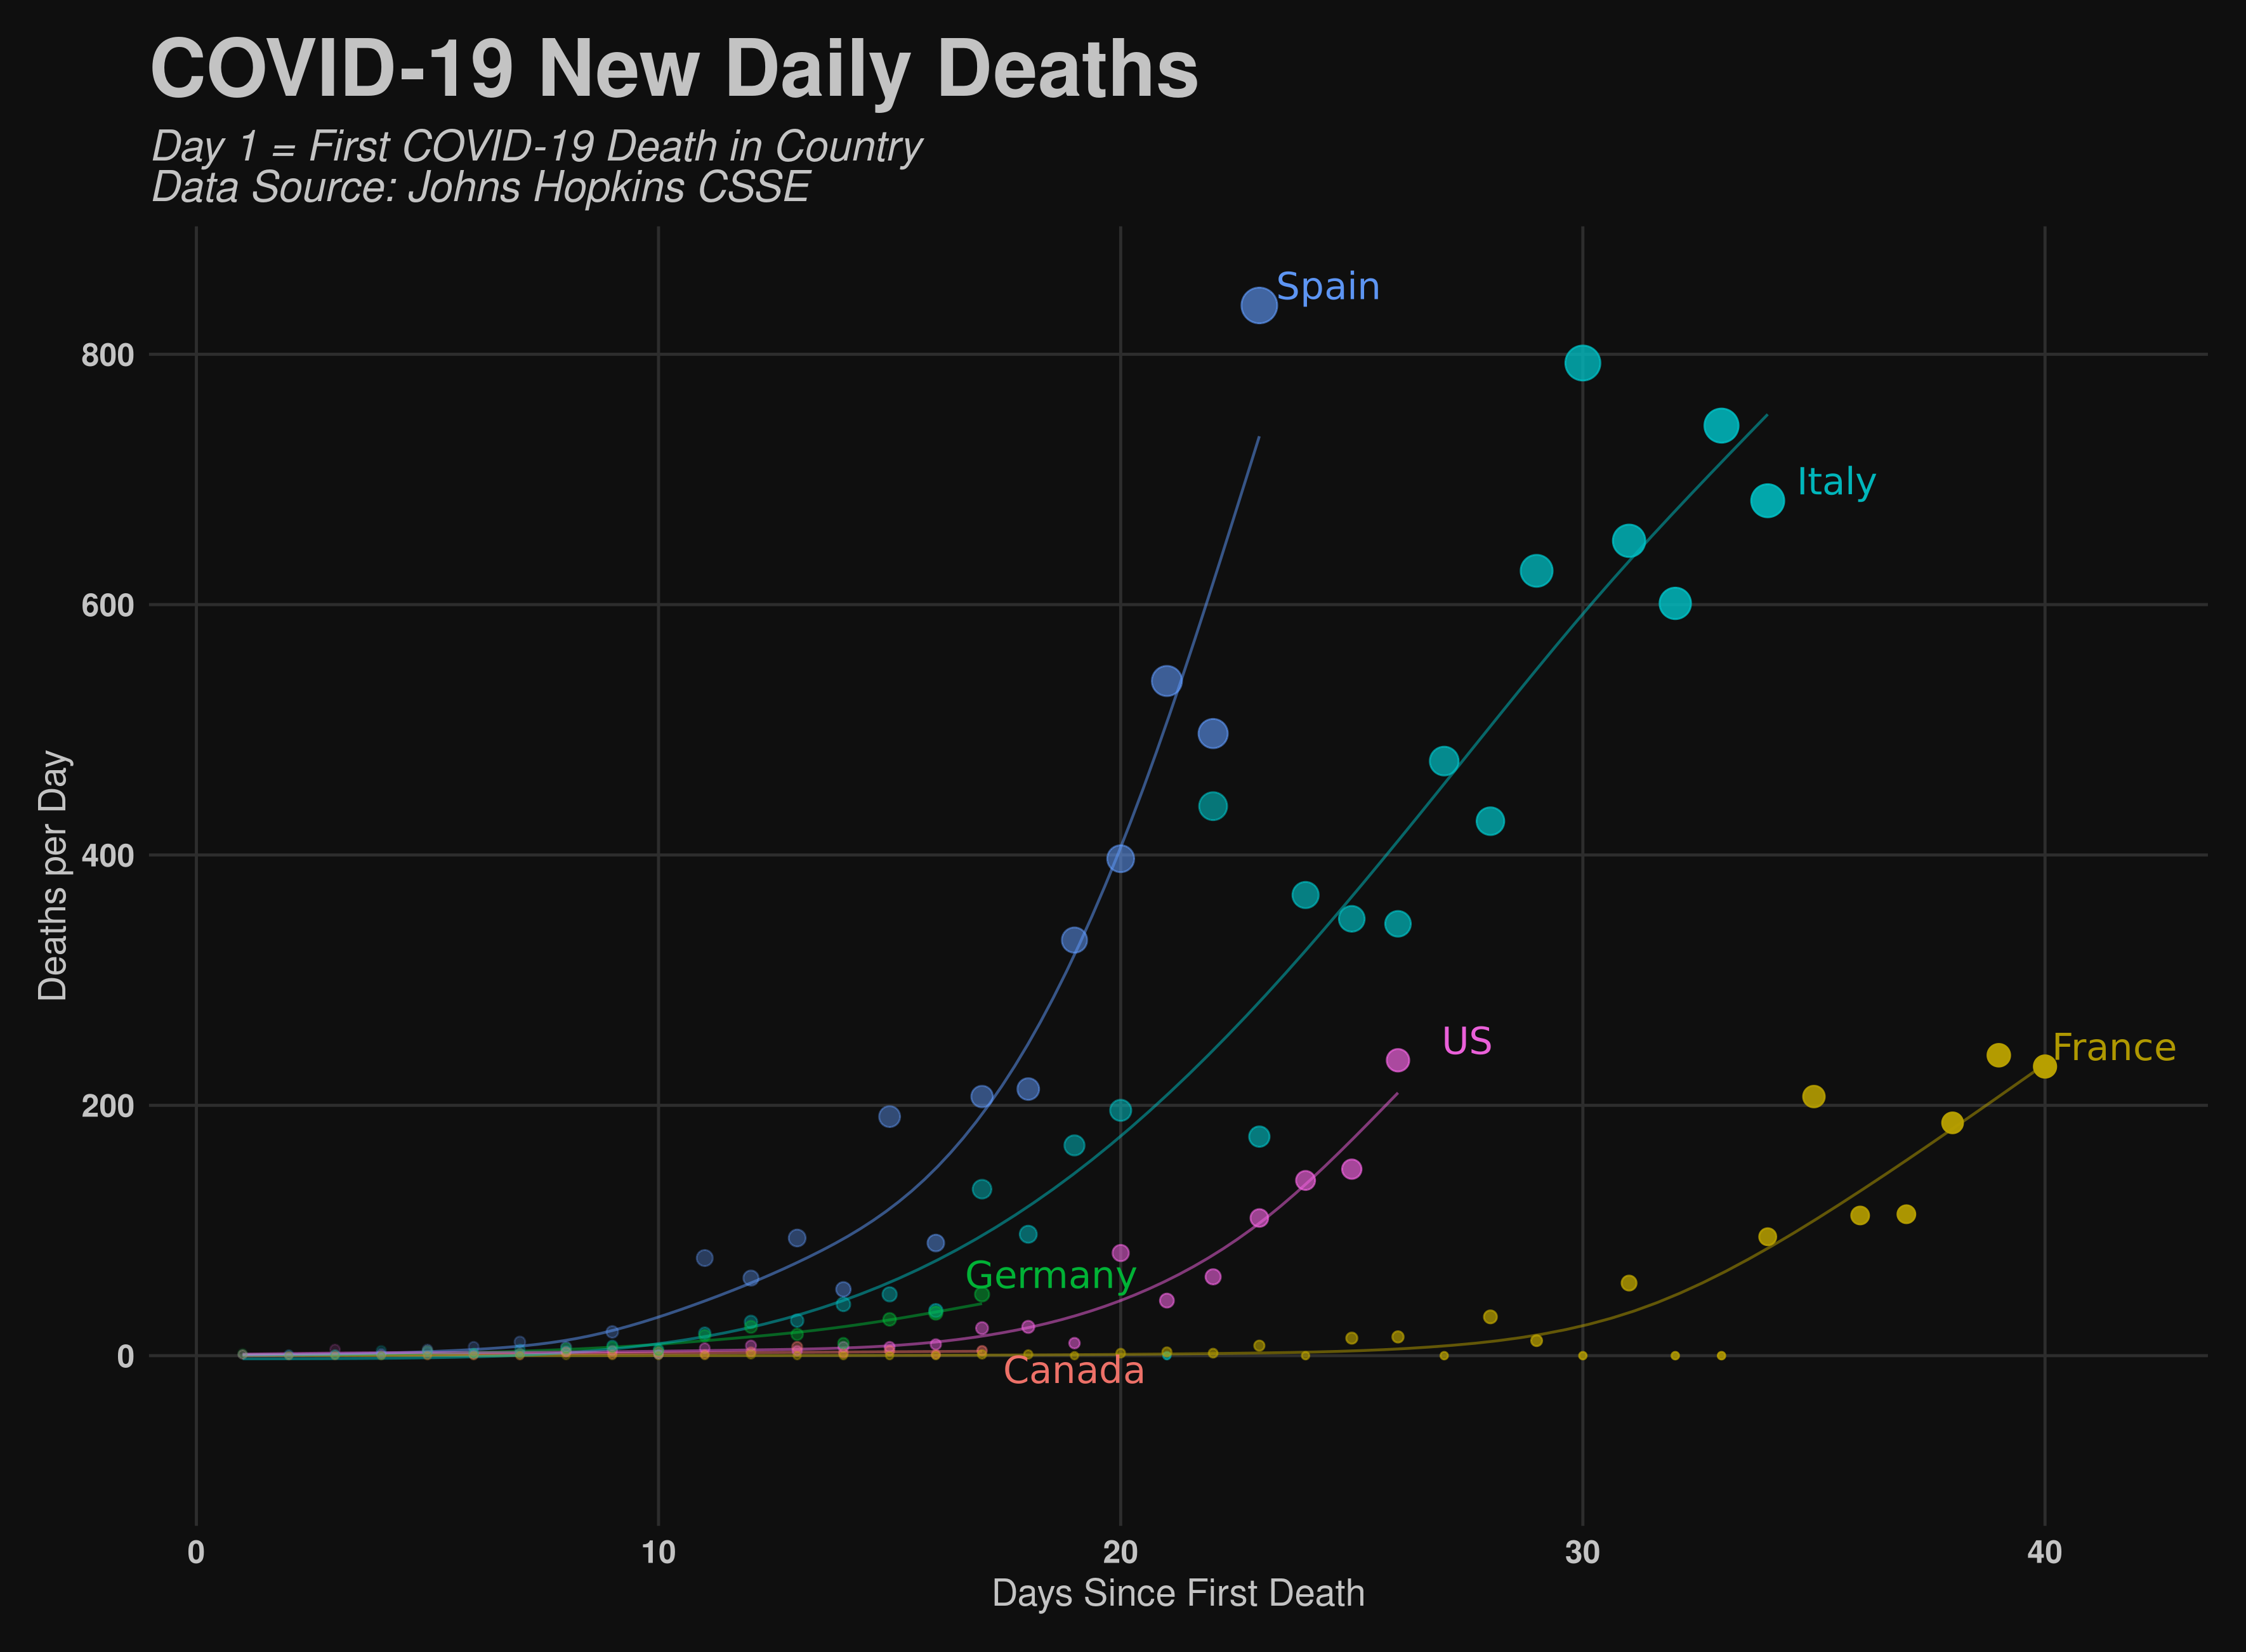 COVID-19 New Daily Deaths
Day 1 = First COVID-19 Death in Country
Data Source: Johns Hopkins CSSE
Spain
800
Italy
600
Deaths per Day
400
US
France
200
Germany
0
Canada
0 10 20 30 40
Days Since First Death